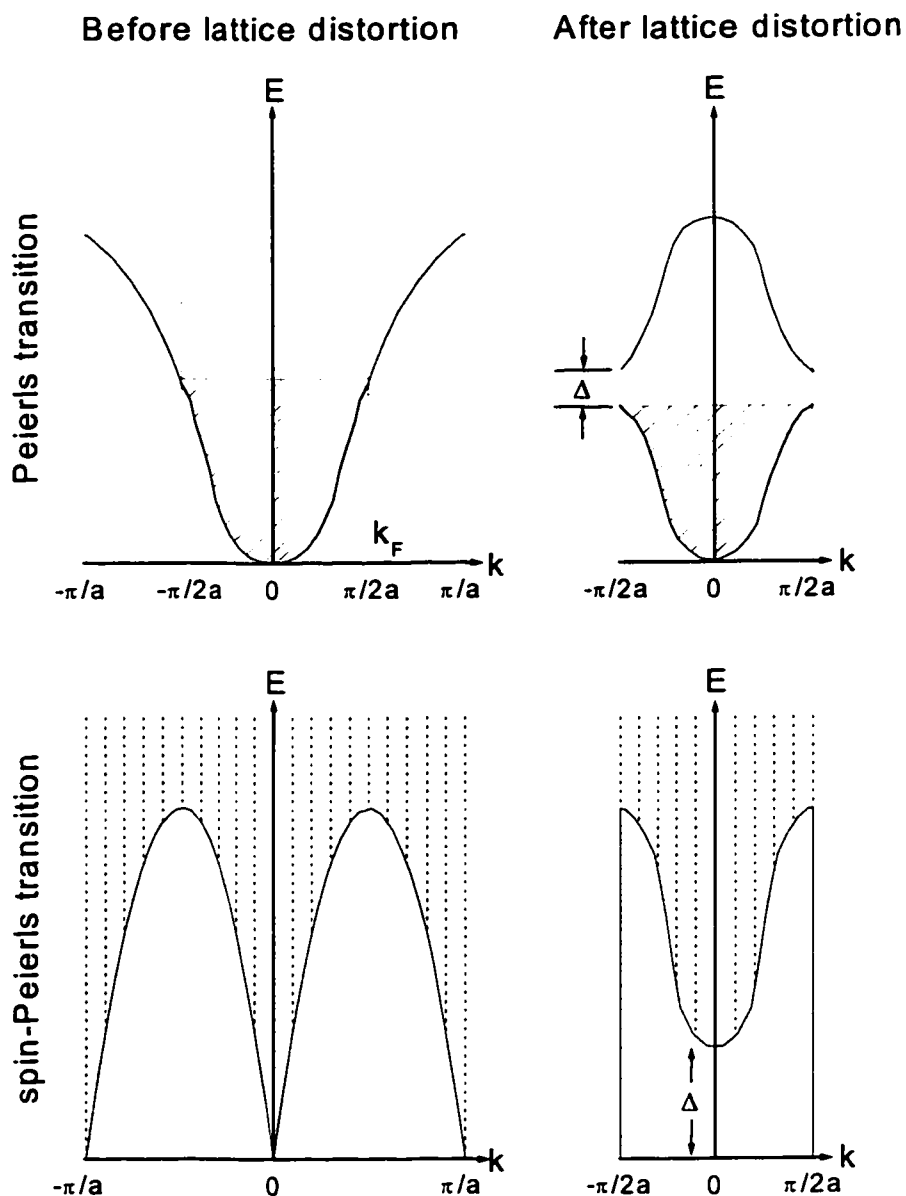 Before lattice distortion
After lattice distortion
Peierls transition
E
k_F
k
-π/a
-π/2a
0
π/2a
π/a
E
Δ
k
-π/2a
0
π/2a
spin-Peierls transition
E
k
-π/a
0
π/a
E
Δ
k
-π/2a
0
π/2a